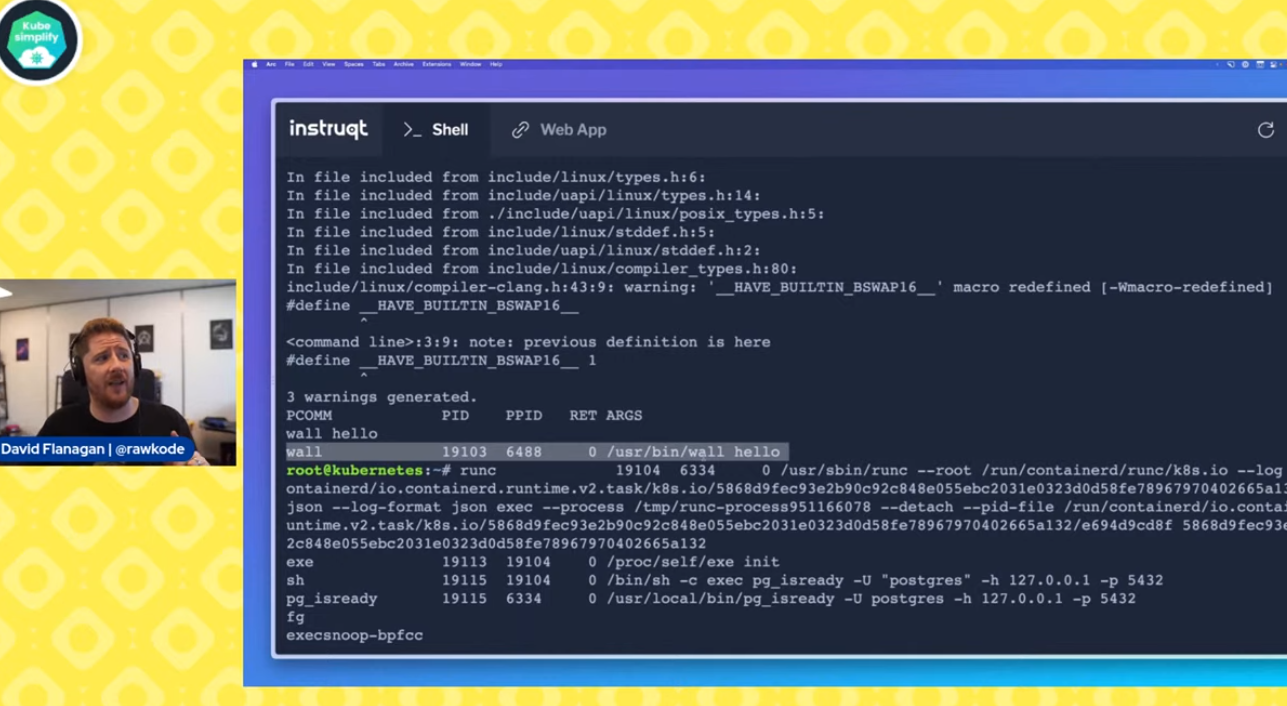 Kube
simplify
Arc File Edit View Spaces Tabs Archive Extensions Window Help
instruqt >_ Shell Web App
In file included from include/linux/types.h:6:
In file included from include/uapi/linux/types.h:14:
In file included from ./include/uapi/linux/posix_types.h:5:
In file included from include/linux/stddef.h:5:
In file included from include/uapi/linux/stddef.h:2:
In file included from include/linux/compiler_types.h:80:
include/linux/compiler-clang.h:43:9: warning: '__HAVE_BUILTIN_BSWAP16__' macro redefined [-Wmacro-redefined]
#define __HAVE_BUILTIN_BSWAP16__
^
<command line>:3:9: note: previous definition is here
#define __HAVE_BUILTIN_BSWAP16__ 1
^
3 warnings generated.
PCOMM PID PPID RET ARGS
wall hello
wall 19103 6488 0 /usr/bin/wall hello
root@kubernetes:~# runc 19104 6334 0 /usr/sbin/runc --root /run/containerd/runc/k8s.io --log
ontainerd/io.containerd.runtime.v2.task/k8s.io/5868d9fec93e2b90c92c848e055ebc2031e0323d0d58fe78967970402665a13
json --log-format json exec --process /tmp/runc-process951166078 --detach --pid-file /run/containerd/io.conta
untime.v2.task/k8s.io/5868d9fec93e2b90c92c848e055ebc2031e0323d0d58fe78967970402665a132/e694d9cd8f 5868d9fec93e
2c848e055ebc2031e0323d0d58fe78967970402665a132
exe 19113 19104 0 /proc/self/exe init
sh 19115 19104 0 /bin/sh -c exec pg_isready -U "postgres" -h 127.0.0.1 -p 5432
pg_isready 19115 6334 0 /usr/local/bin/pg_isready -U postgres -h 127.0.0.1 -p 5432
fg
execsnoop-bpfcc
David Flanagan | @rawkode